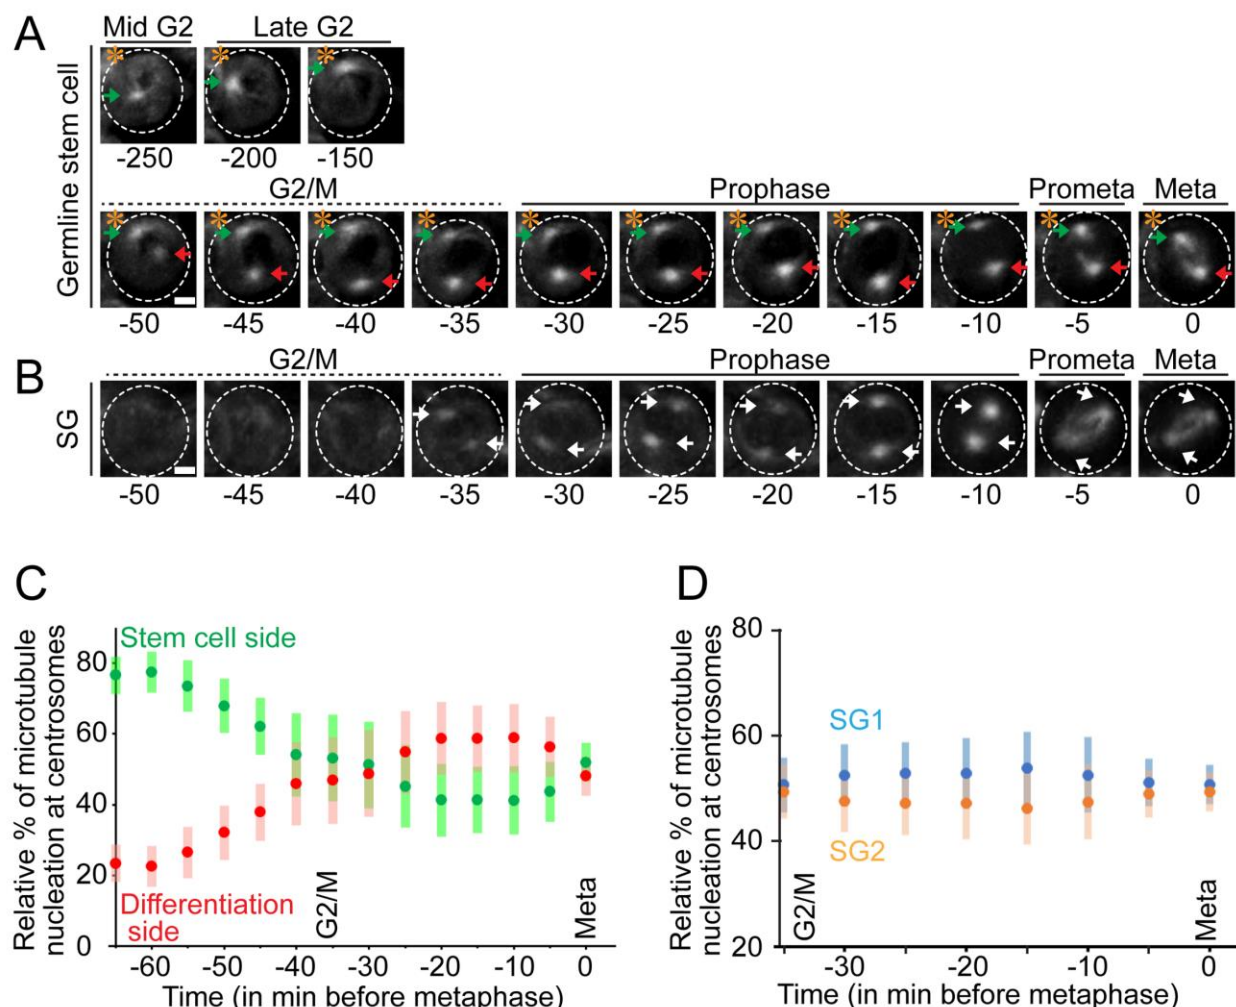 A
Mid G2 Late G2
Germline stem cell
-250 -200 -150
G2/M Prophase Prometa Meta
-50 -45 -40 -35 -30 -25 -20 -15 -10 -5 0
B
G2/M Prophase Prometa Meta
SG
-50 -45 -40 -35 -30 -25 -20 -15 -10 -5 0
C
Relative % of microtubule
nucleation at centrosomes
80
60
40
20
0
Stem cell side
Differentiation
side
G2/M
Meta
-60 -50 -40 -30 -20 -10 0
Time (in min before metaphase)
D
Relative % of microtubule
nucleation at centrosomes
80
60
40
20
SG1
SG2
G2/M
Meta
-30 -20 -10 0
Time (in min before metaphase)